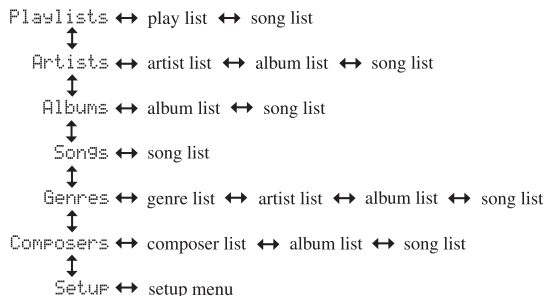 Playlists ↔ play list ↔ song list
Artists ↔ artist list ↔ album list ↔ song list
Albums ↔ album list ↔ song list
Songs ↔ song list
Genres ↔ genre list ↔ artist list ↔ album list ↔ song list
Composers ↔ composer list ↔ album list ↔ song list
Setup ↔ setup menu